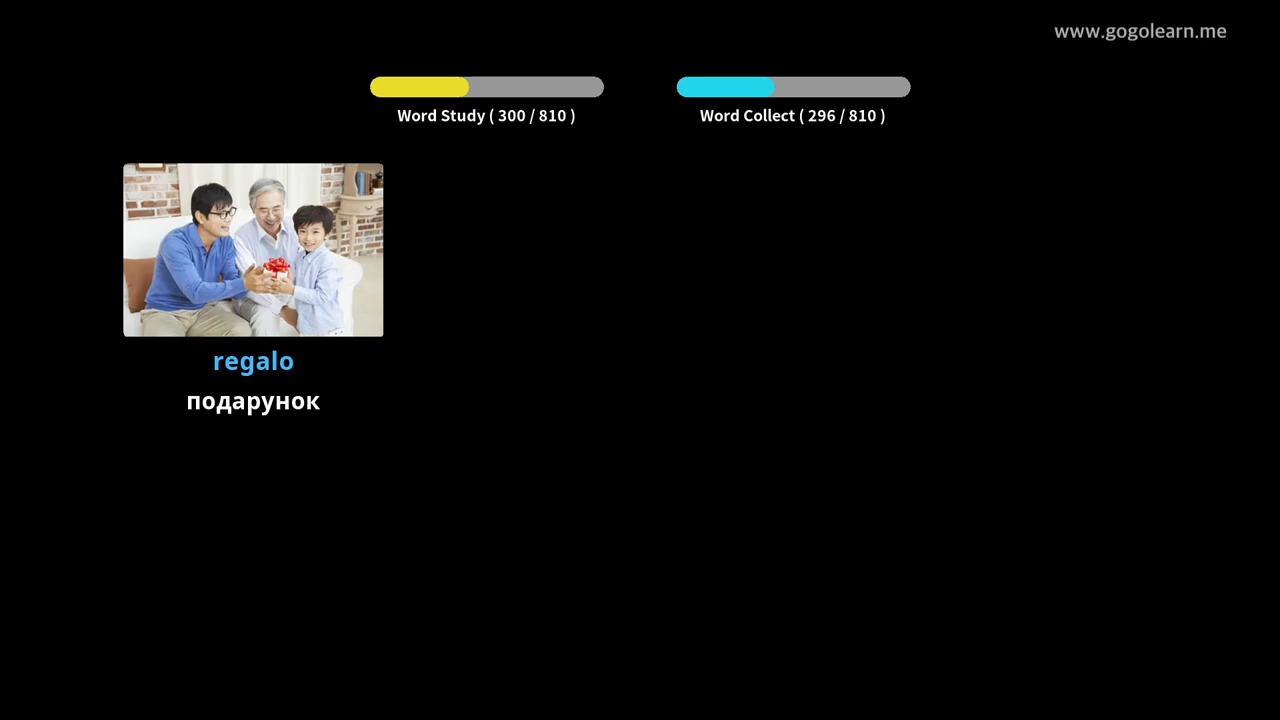 www.gogolearn.me
Word Study ( 300 / 810 )
Word Collect ( 296 / 810 )
regalo
подарунок